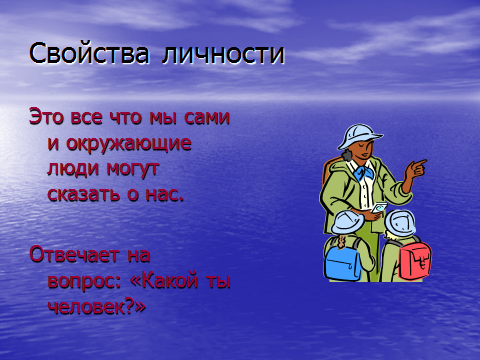 Свойства личности
Это все что мы сами
и окружающие
люди могут
сказать о нас.
Отвечает на
вопрос: «Какой ты
человек?»